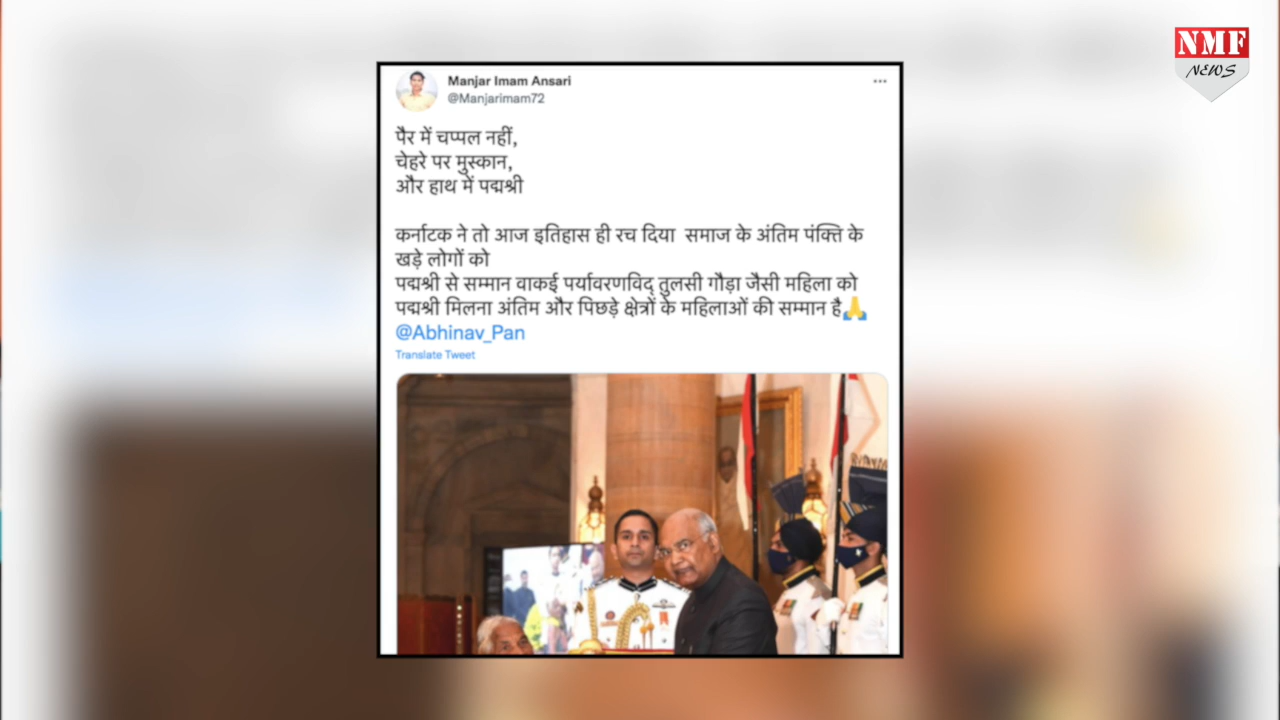 NMF
NEWS
Manjar Imam Ansari
@Manjarimam72
पैर में चप्पल नहीं,
चेहरे पर मुस्कान,
और हाथ में पद्मश्री
कर्नाटक ने तो आज इतिहास ही रच दिया समाज के अंतिम पंक्ति के
खड़े लोगों को
पद्मश्री से सम्मान वाकई पर्यावरणविद् तुलसी गौड़ा जैसी महिला को
पद्मश्री मिलना अंतिम और पिछड़े क्षेत्रों के महिलाओं की सम्मान है🙏
@Abhinav_Pan
Translate Tweet